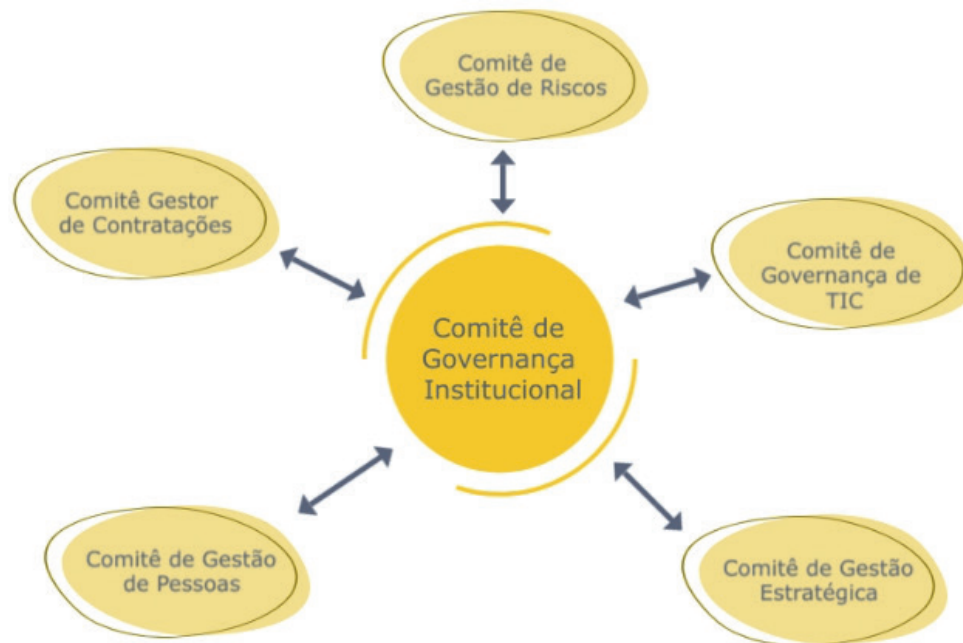 Comitê de
Gestão de Riscos
Comitê Gestor
de Contratações
Comitê de
Governança de
TIC
Comitê de
Governança
Institucional
Comitê de Gestão
de Pessoas
Comitê de Gestão
Estratégica